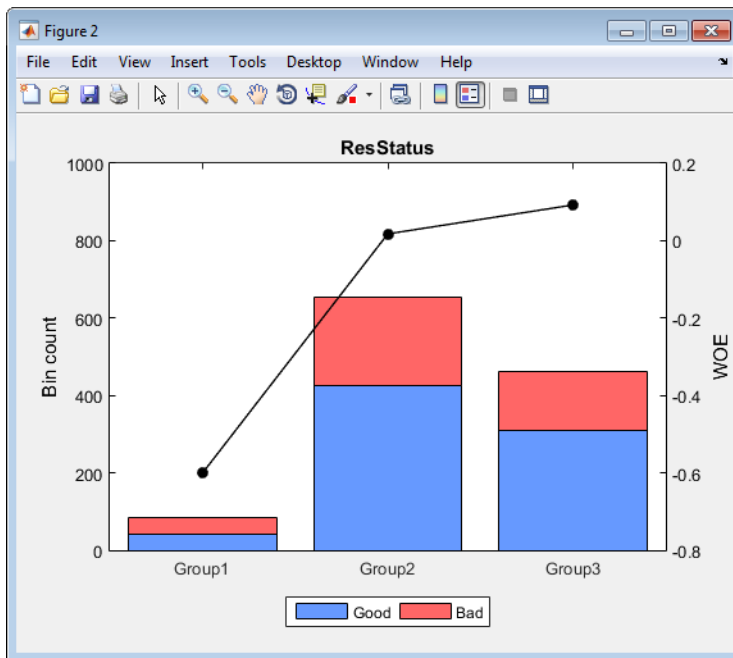 Figure 2
File Edit View Insert Tools Desktop Window Help
ResStatus
1000
800
600
400
200
0
Bin count
0.2
0
-0.2
-0.4
-0.6
-0.8
WOE
Group1 Group2 Group3
Good Bad